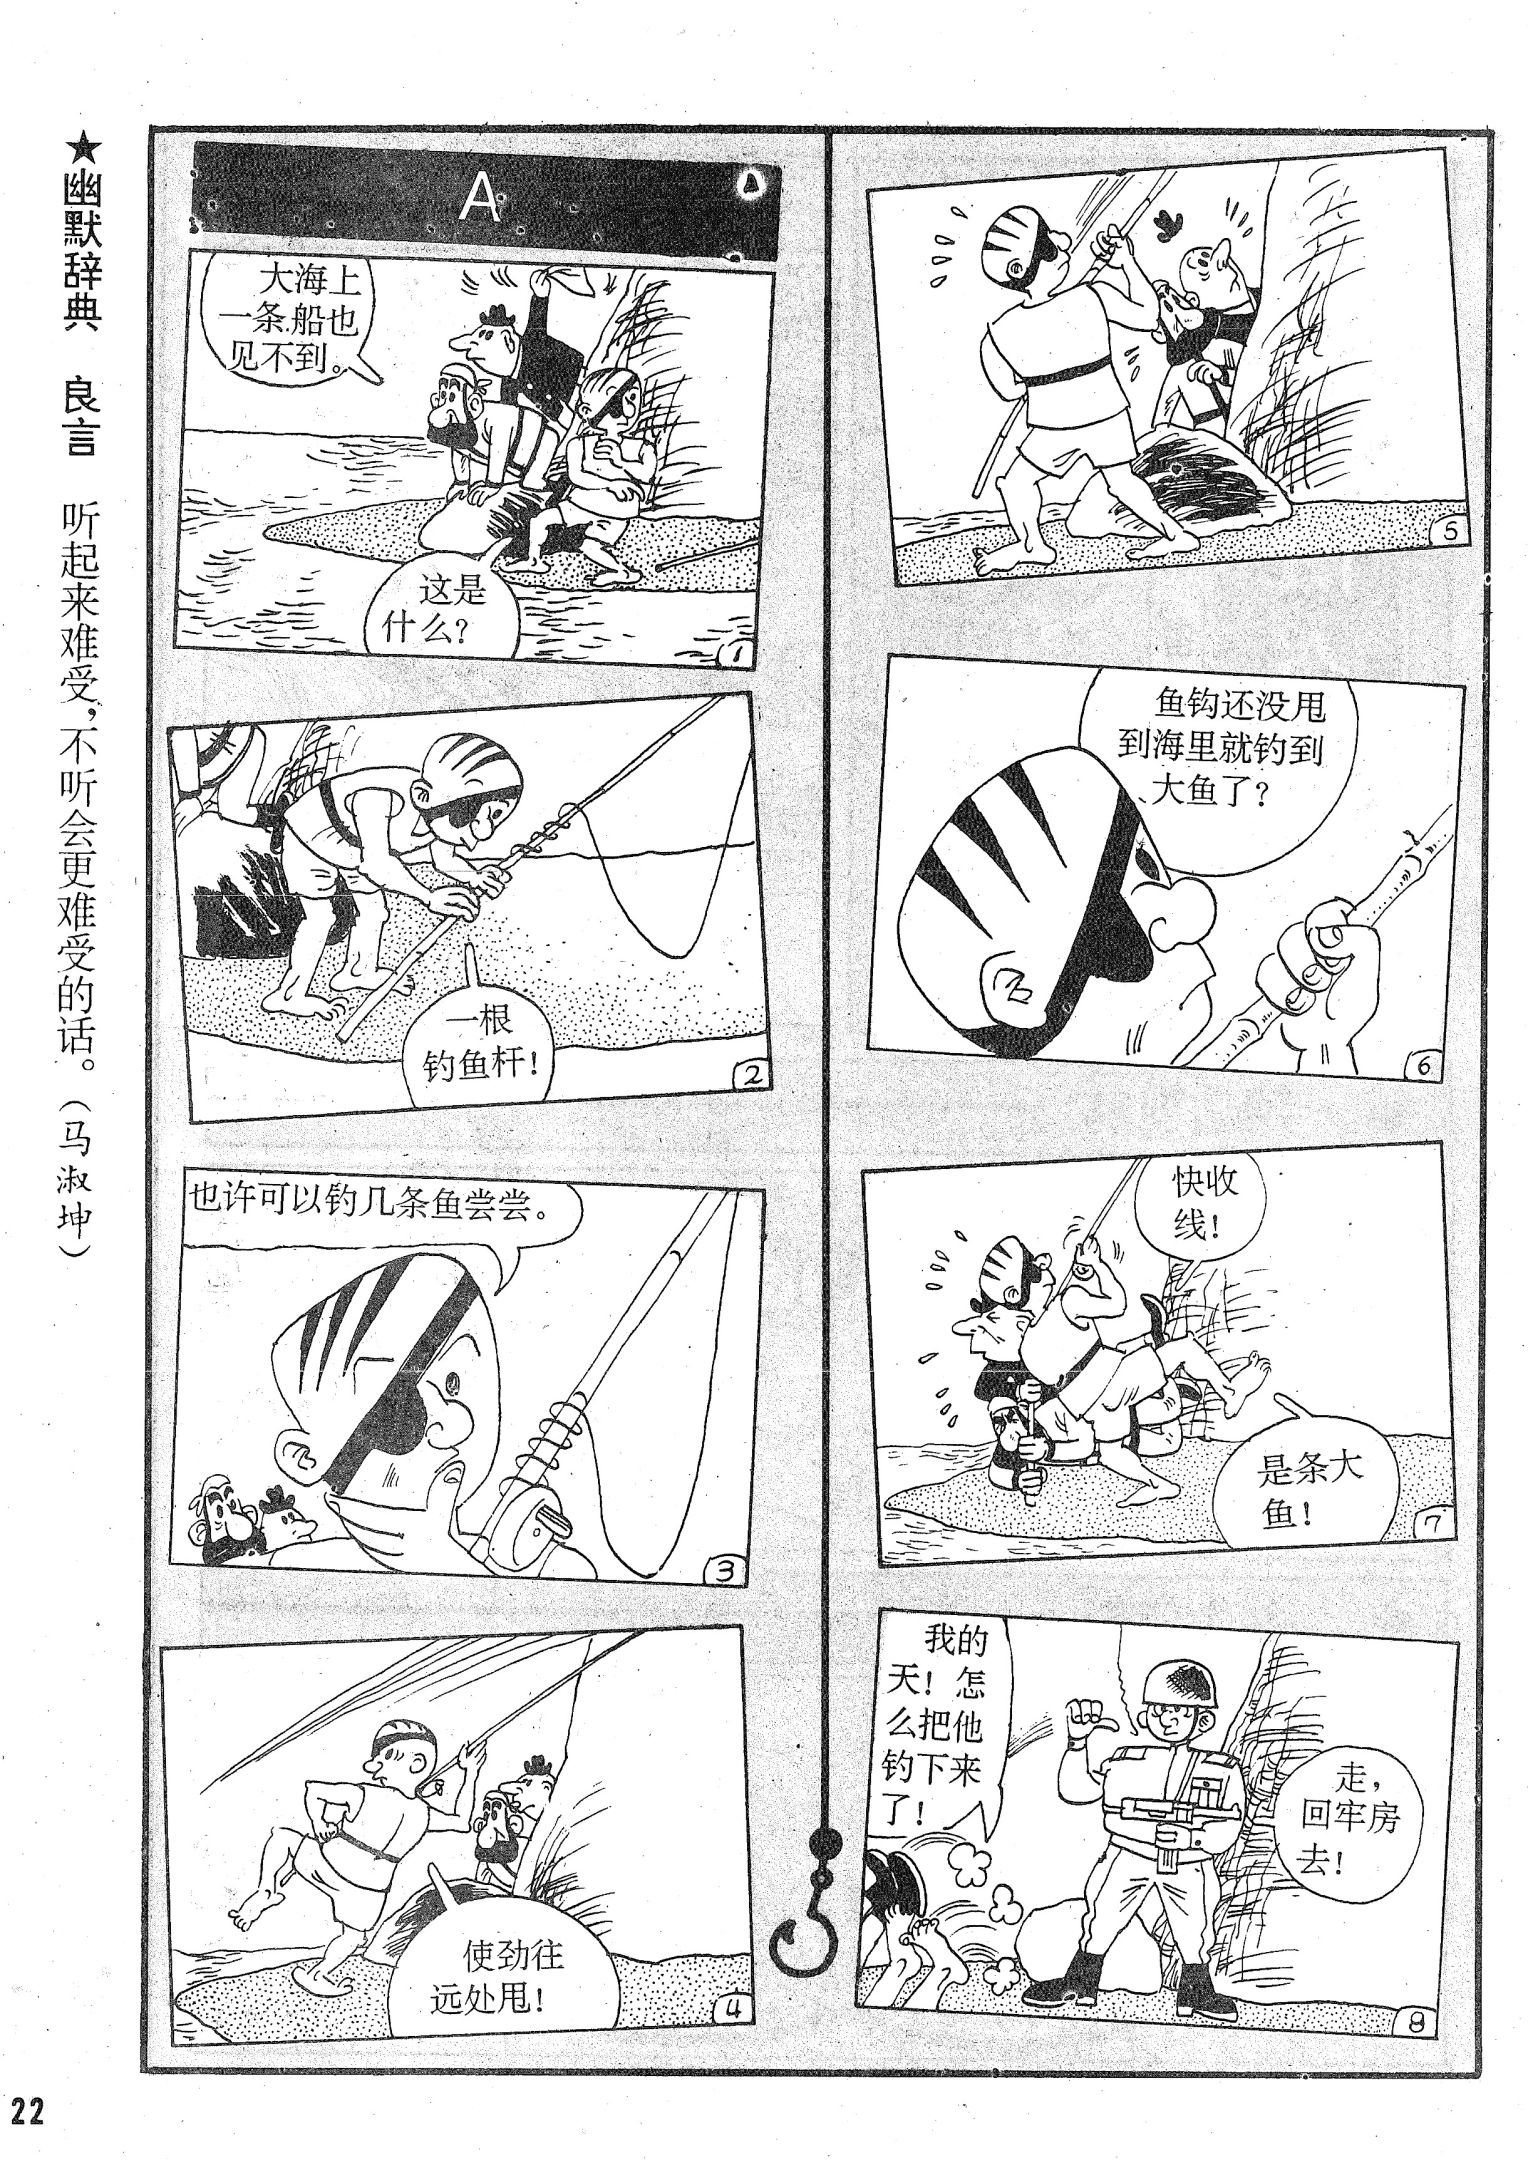 ★幽默辞典 良言 听起来难受，不听会更难受的话。（马淑坤）
A
大海上
一条船也
见不到。
这是
什么？
1
一根
钓鱼杆！
2
也许可以钓几条鱼尝尝。
3
使劲往
远处甩！
4
5
鱼钩还没甩
到海里就钓到
大鱼了？
6
快收
线！
是条大
鱼！
7
我的
天！怎
么把他
钓下来
了！
走，
回牢房
去！
8
22